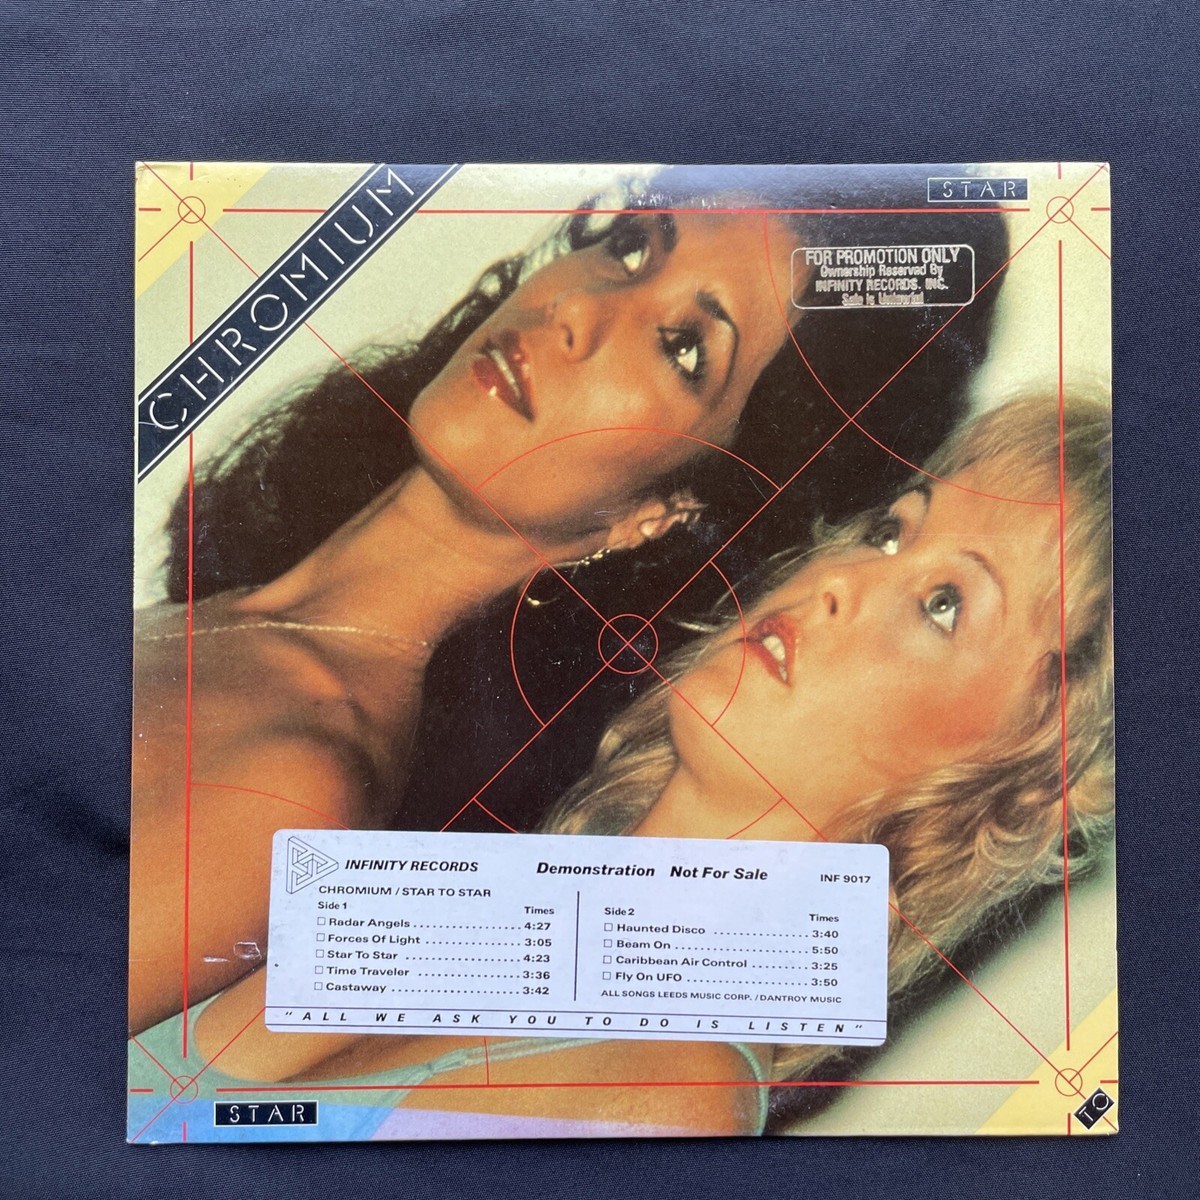 CHROMIUM
STAR
FOR PROMOTION ONLY
Ownership Reserved By
INFINITY RECORDS, INC.
Sale is Unlawful
INFINITY RECORDS Demonstration Not For Sale INF 9017
CHROMIUM / STAR TO STAR
Side 1 Times
Radar Angels 4:27
Forces Of Light 3:05
Star To Star 4:23
Time Traveler 3:36
Castaway 3:42
Side 2 Times
Haunted Disco 3:40
Beam On 5:50
Caribbean Air Control 3:25
Fly On UFO 3:50
ALL SONGS LEEDS MUSIC CORP. / DANTROY MUSIC
"ALL WE ASK YOU TO DO IS LISTEN"
STAR
TO